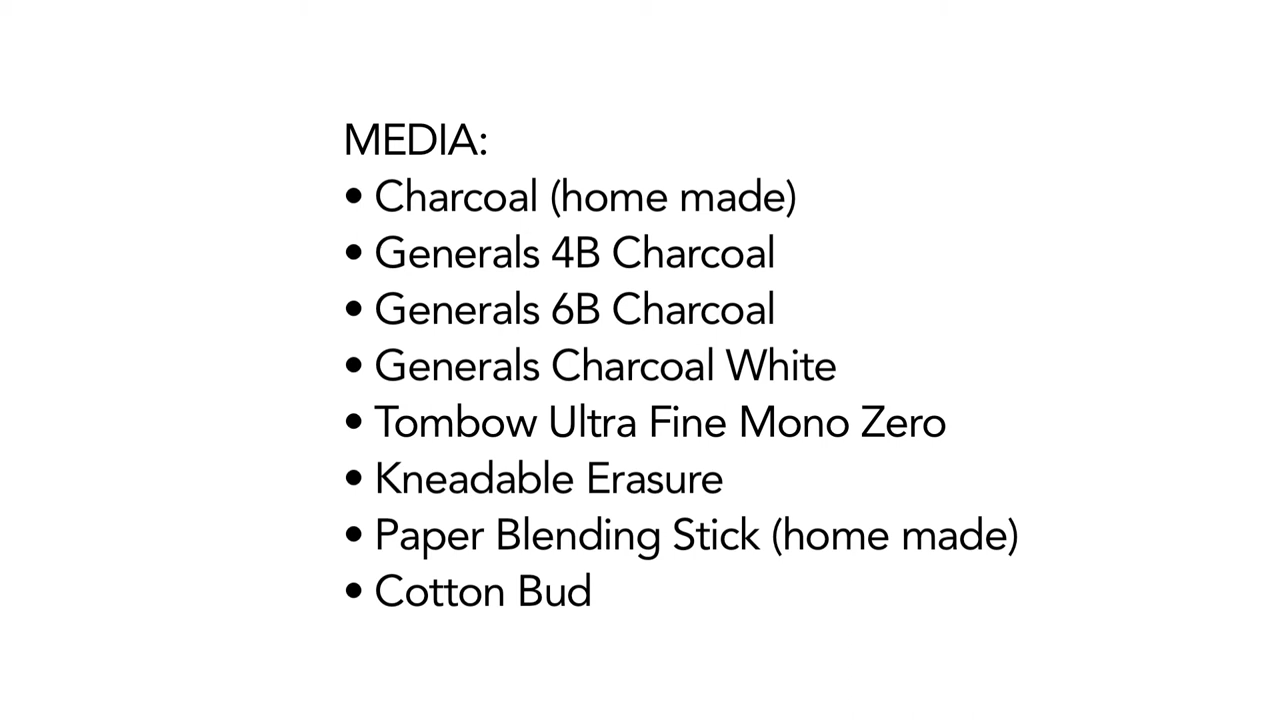 MEDIA:
• Charcoal (home made)
• Generals 4B Charcoal
• Generals 6B Charcoal
• Generals Charcoal White
• Tombow Ultra Fine Mono Zero
• Kneadable Erasure
• Paper Blending Stick (home made)
• Cotton Bud